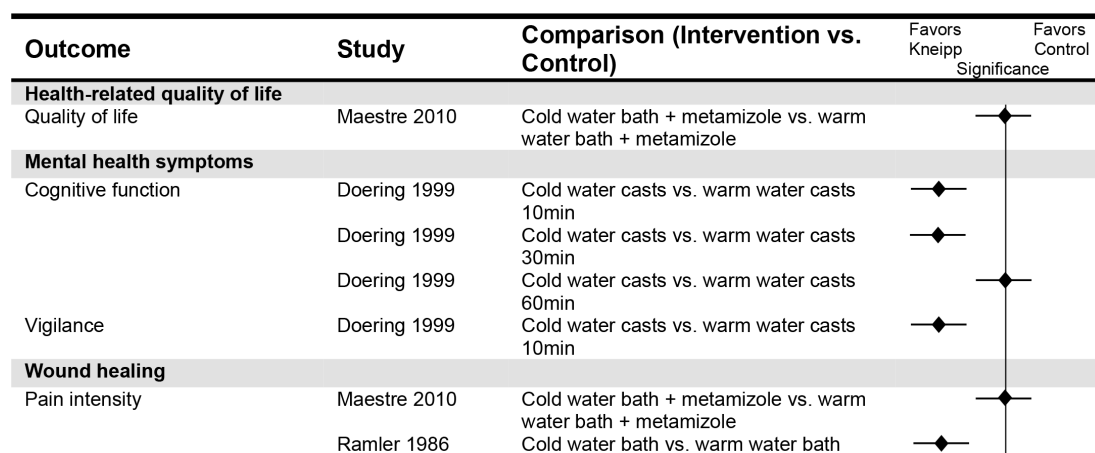 Outcome Study Comparison (Intervention vs. Control) Favors Kneipp Favors Control
Significance
Health-related quality of life
Quality of life Maestre 2010 Cold water bath + metamizole vs. warm
water bath + metamizole
Mental health symptoms
Cognitive function Doering 1999 Cold water casts vs. warm water casts
10min
Doering 1999 Cold water casts vs. warm water casts
30min
Doering 1999 Cold water casts vs. warm water casts
60min
Vigilance Doering 1999 Cold water casts vs. warm water casts
10min
Wound healing
Pain intensity Maestre 2010 Cold water bath + metamizole vs. warm
water bath + metamizole
Ramler 1986 Cold water bath vs. warm water bath